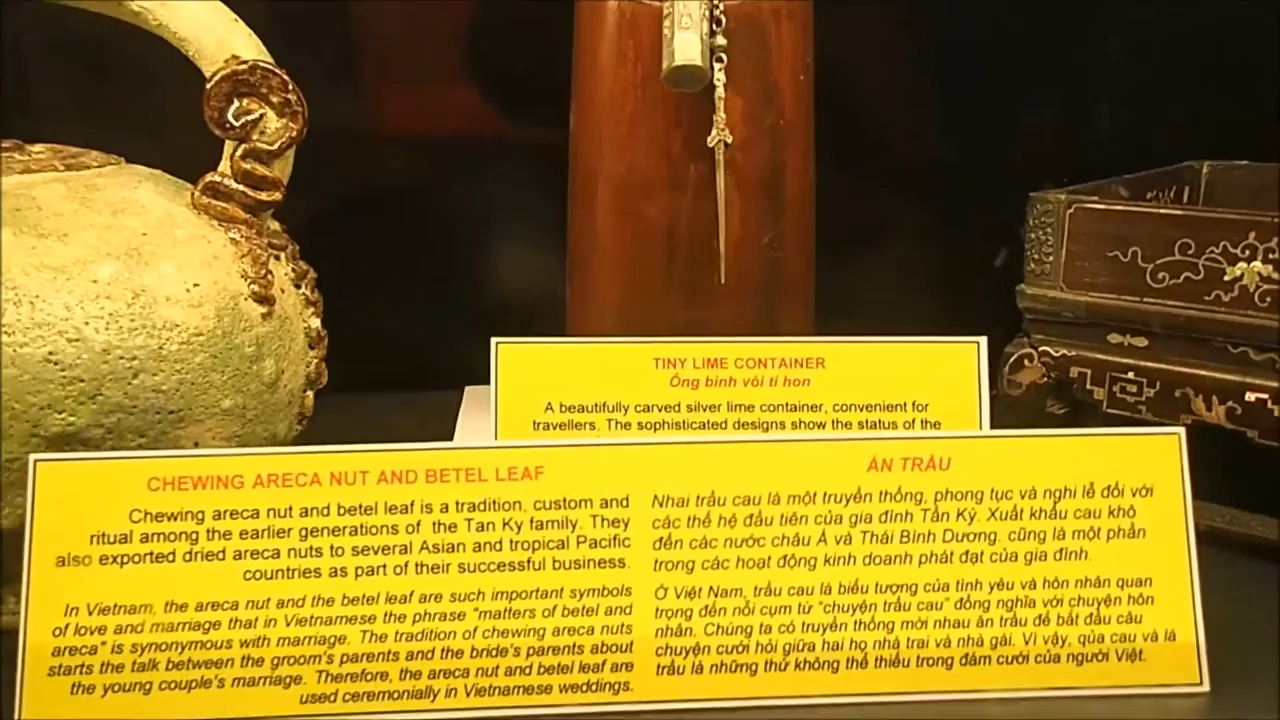 TINY LIME CONTAINER
Ông bình vôi tí hon
A beautifully carved silver lime container, convenient for
travellers. The sophisticated designs show the status of the
CHEWING ARECA NUT AND BETEL LEAF
Chewing areca nut and betel leaf is a tradition, custom and
ritual among the earlier generations of the Tan Ky family. They
also exported dried areca nuts to several Asian and tropical Pacific
countries as part of their successful business.
In Vietnam, the areca nut and the betel leaf are such important symbols
of love and marriage that in Vietnamese the phrase "matters of betel and
areca" is synonymous with marriage. The tradition of chewing areca nuts
starts the talk between the groom's parents and the bride's parents about
the young couple's marriage. Therefore, the areca nut and betel leaf are
used ceremonially in Vietnamese weddings.
ĂN TRẦU
Nhai trầu cau là một truyền thống, phong tục và nghi lễ đối với
các thế hệ đầu tiên của gia đình Tấn Ký. Xuất khẩu cau khô
đến các nước châu Á và Thái Bình Dương. cũng là một phần
trong các hoạt động kinh doanh phát đạt của gia đình.
Ở Việt Nam, trầu cau là biểu tượng của tình yêu và hôn nhân quan
trọng đến nỗi cụm từ "chuyện trầu cau" đồng nghĩa với chuyện hôn
nhân. Chúng ta có truyền thống mời nhau ăn trầu để bắt đầu câu
chuyện cưới hỏi giữa hai họ nhà trai và nhà gái. Vì vậy, qủa cau và lá
trầu là những thứ không thể thiếu trong đám cưới của người Việt.